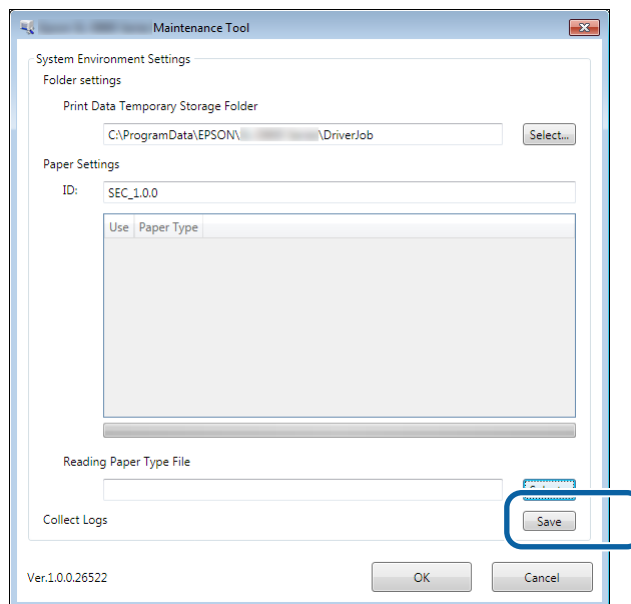 Maintenance Tool
System Environment Settings
Folder settings
Print Data Temporary Storage Folder
C:\ProgramData\EPSON\ \DriverJob
Select...
Paper Settings
ID:
SEC_1.0.0
Use Paper Type
Reading Paper Type File
Collect Logs
Save
Ver.1.0.0.26522
OK
Cancel